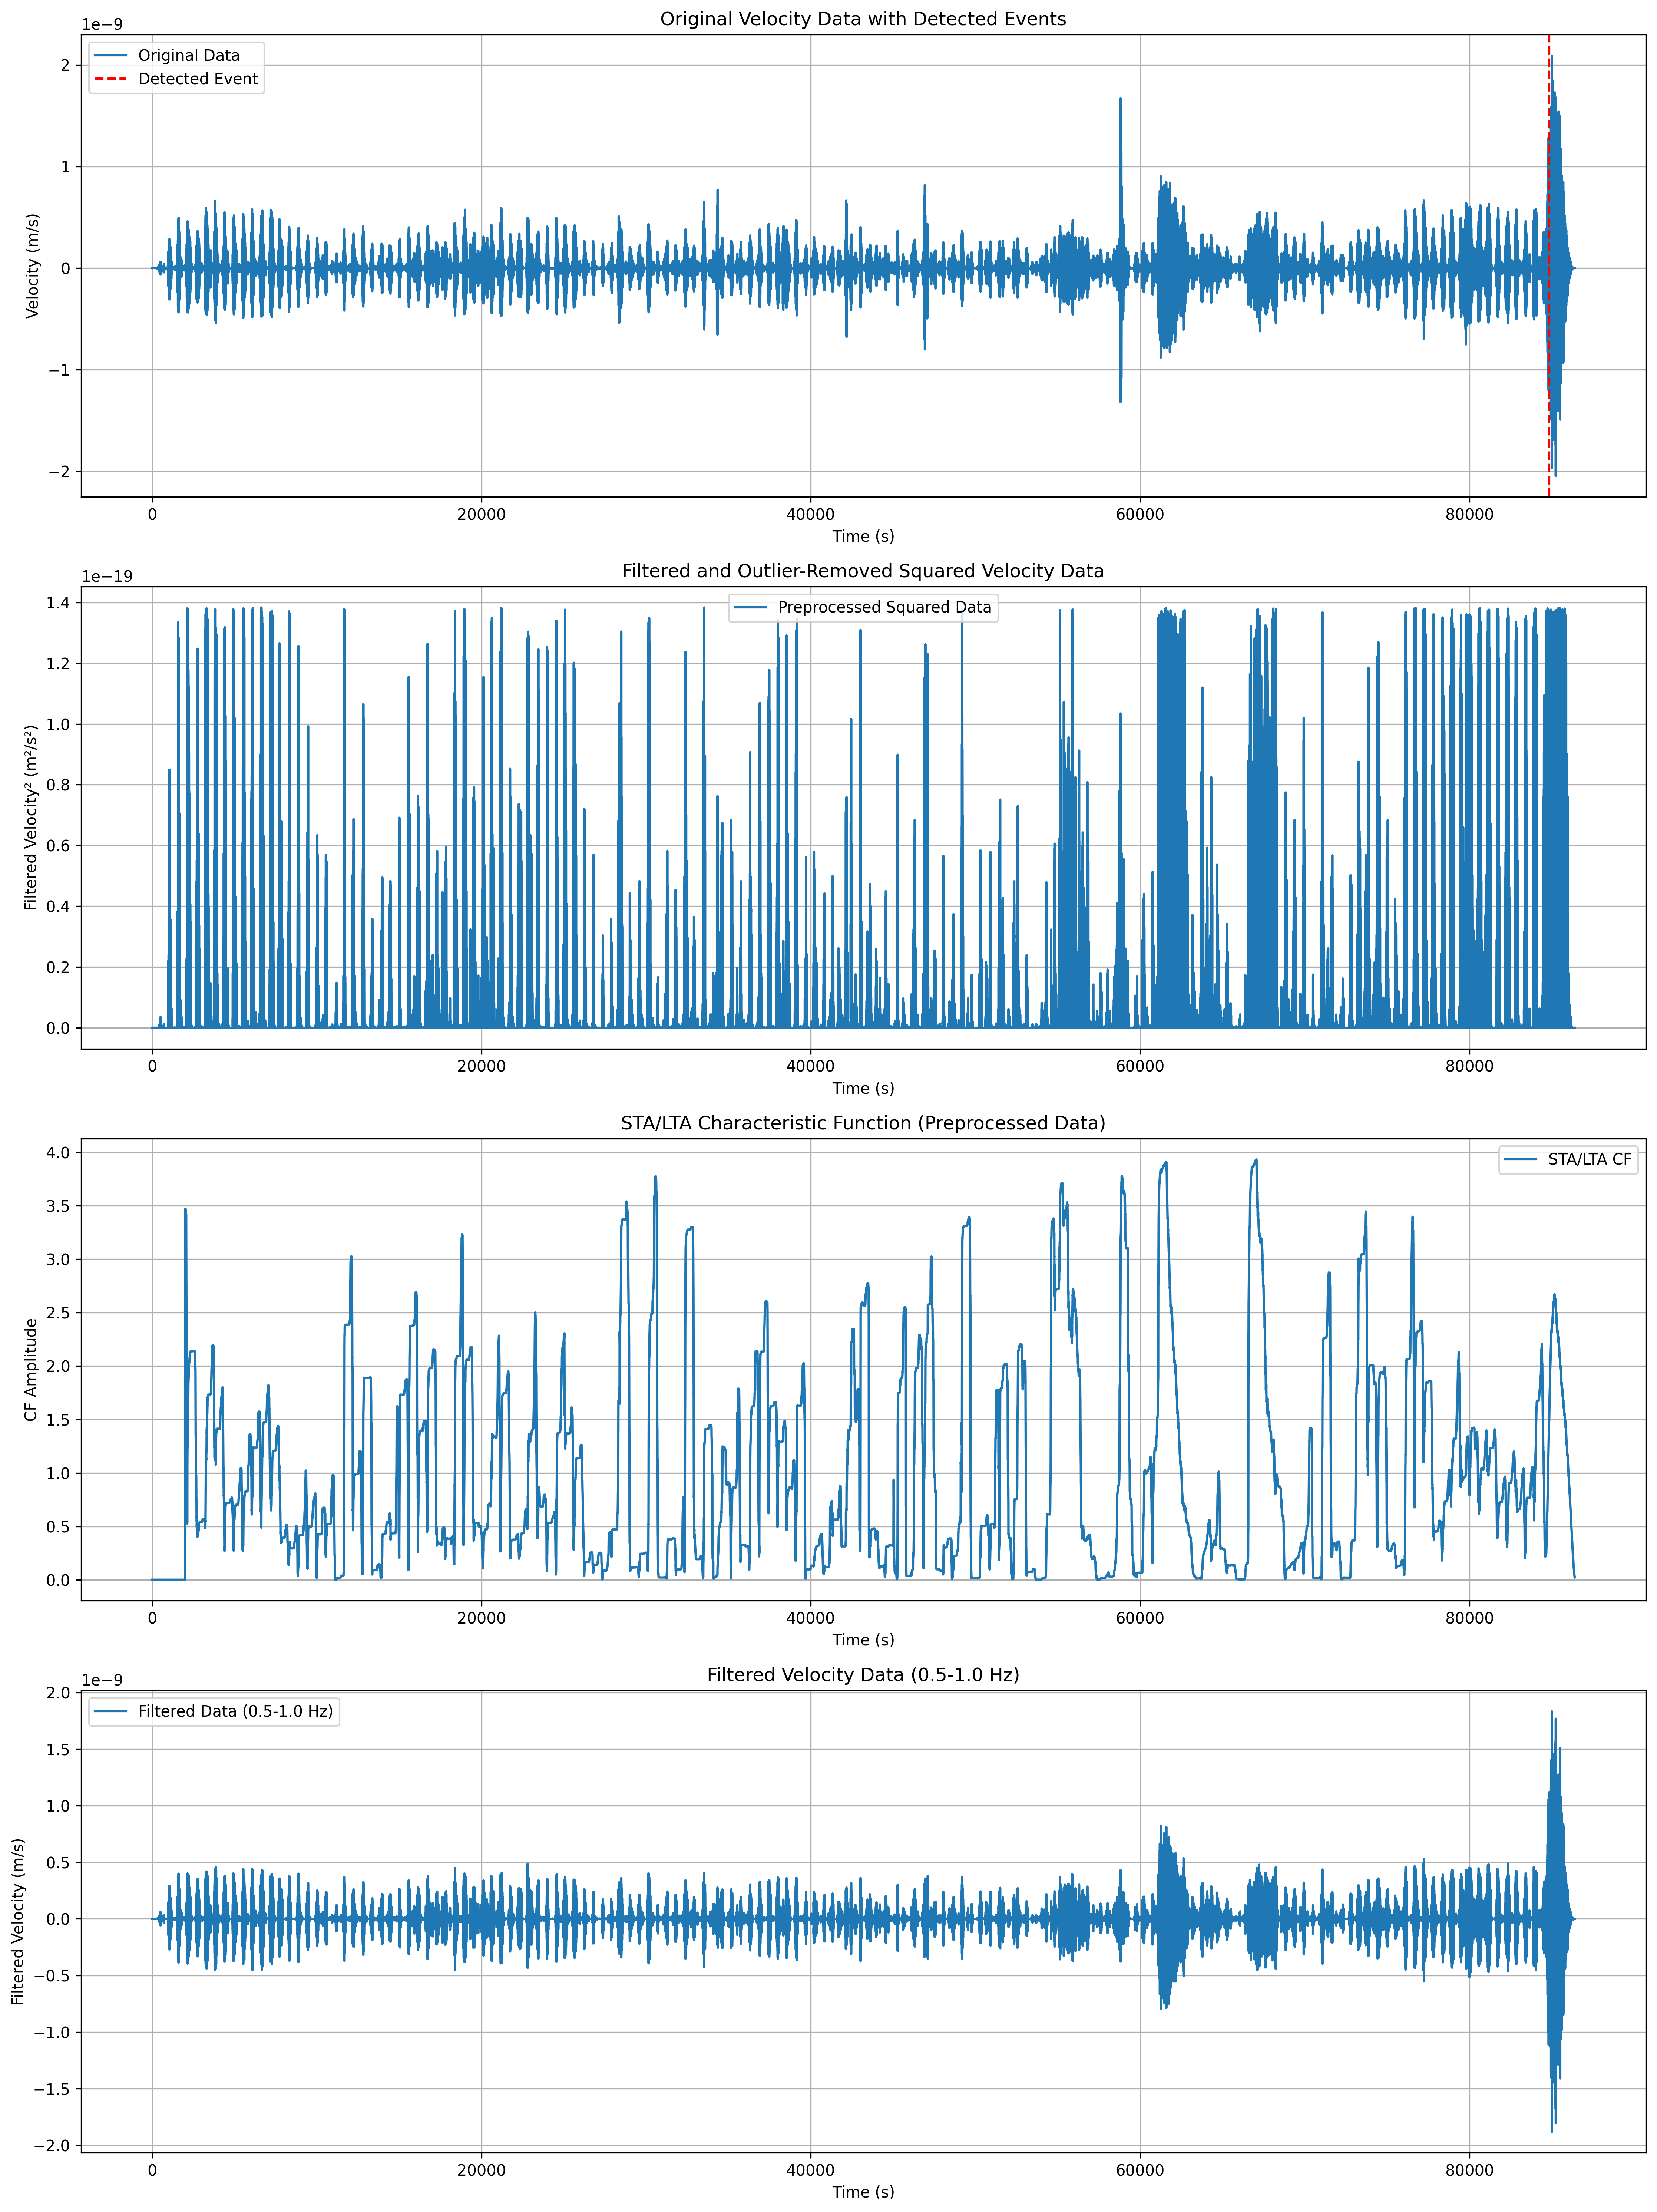 Original Velocity Data with Detected Events
1e−9
Original Data
Detected Event
2
1
0
−1
−2
Velocity (m/s)
0 20000 40000 60000 80000
Time (s)
Filtered and Outlier-Removed Squared Velocity Data
1e−19
Preprocessed Squared Data
1.4
1.2
1.0
0.8
0.6
0.4
0.2
0.0
Filtered Velocity² (m²/s²)
0 20000 40000 60000 80000
Time (s)
STA/LTA Characteristic Function (Preprocessed Data)
STA/LTA CF
4.0
3.5
3.0
2.5
2.0
1.5
1.0
0.5
0.0
CF Amplitude
0 20000 40000 60000 80000
Time (s)
Filtered Velocity Data (0.5-1.0 Hz)
1e−9
Filtered Data (0.5-1.0 Hz)
2.0
1.5
1.0
0.5
0.0
−0.5
−1.0
−1.5
−2.0
Filtered Velocity (m/s)
0 20000 40000 60000 80000
Time (s)